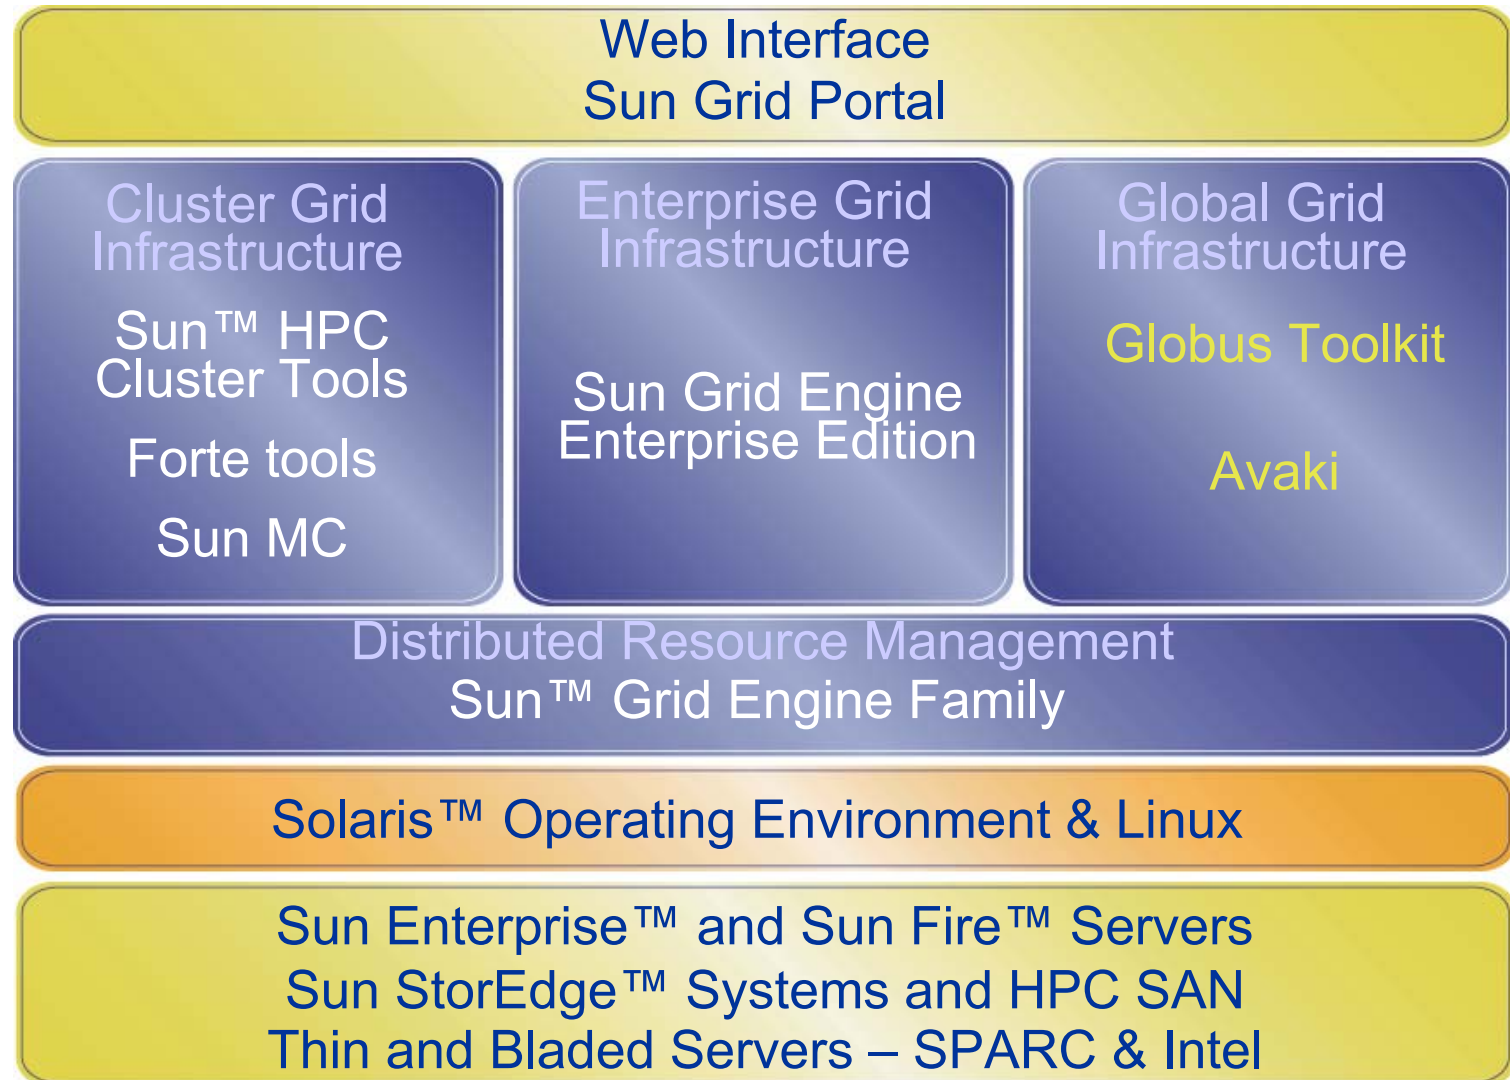 Web Interface
Sun Grid Portal
Cluster Grid
Infrastructure
Sun™ HPC
Cluster Tools
Forte tools
Sun MC
Enterprise Grid
Infrastructure
Sun Grid Engine
Enterprise Edition
Global Grid
Infrastructure
Globus Toolkit
Avaki
Distributed Resource Management
Sun™ Grid Engine Family
Solaris™ Operating Environment & Linux
Sun Enterprise™ and Sun Fire™ Servers
Sun StorEdge™ Systems and HPC SAN
Thin and Bladed Servers – SPARC & Intel